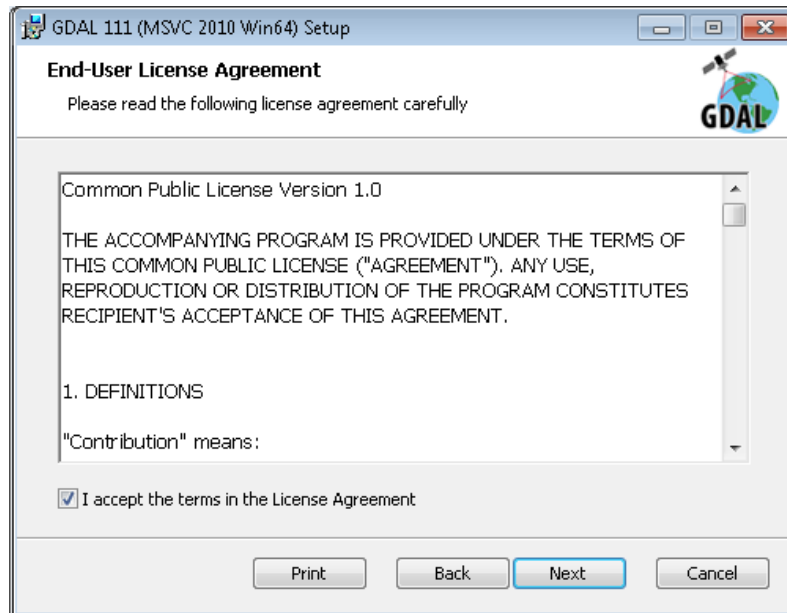 GDAL 111 (MSVC 2010 Win64) Setup
End-User License Agreement
Please read the following license agreement carefully
GDAL
Common Public License Version 1.0
THE ACCOMPANYING PROGRAM IS PROVIDED UNDER THE TERMS OF
THIS COMMON PUBLIC LICENSE ("AGREEMENT"). ANY USE,
REPRODUCTION OR DISTRIBUTION OF THE PROGRAM CONSTITUTES
RECIPIENT'S ACCEPTANCE OF THIS AGREEMENT.
1. DEFINITIONS
"Contribution" means:
I accept the terms in the License Agreement
Print Back Next Cancel